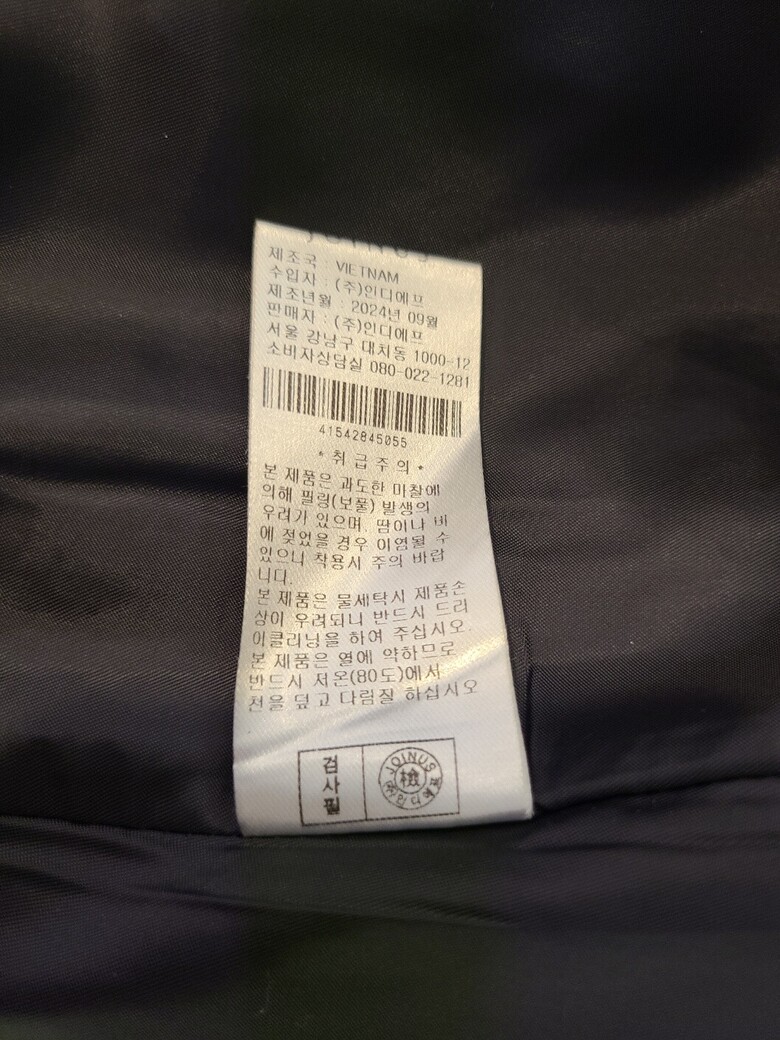 JOINUS
제조국 : VIETNAM
수입자 : (주)인디에프
제조년월 : 2024년 09월
판매자 : (주)인디에프
서울 강남구 대치동 1000-12
소비자상담실 080-022-1281
41542845055
*취급주의*
본 제품은 과도한 마찰에
의해 필링(보풀) 발생의
우려가 있으며, 땀이나 비
에 젖었을 경우 이염될 수
있으니 착용시 주의 바랍
니다.
본 제품은 물세탁시 제품손
상이 우려되니 반드시 드라
이클리닝을 하여 주십시오.
본 제품은 열에 약하므로
반드시 저온(80도)에서
천을 덮고 다림질 하십시오
검사필
JOINUS
檢
(주)인디에프